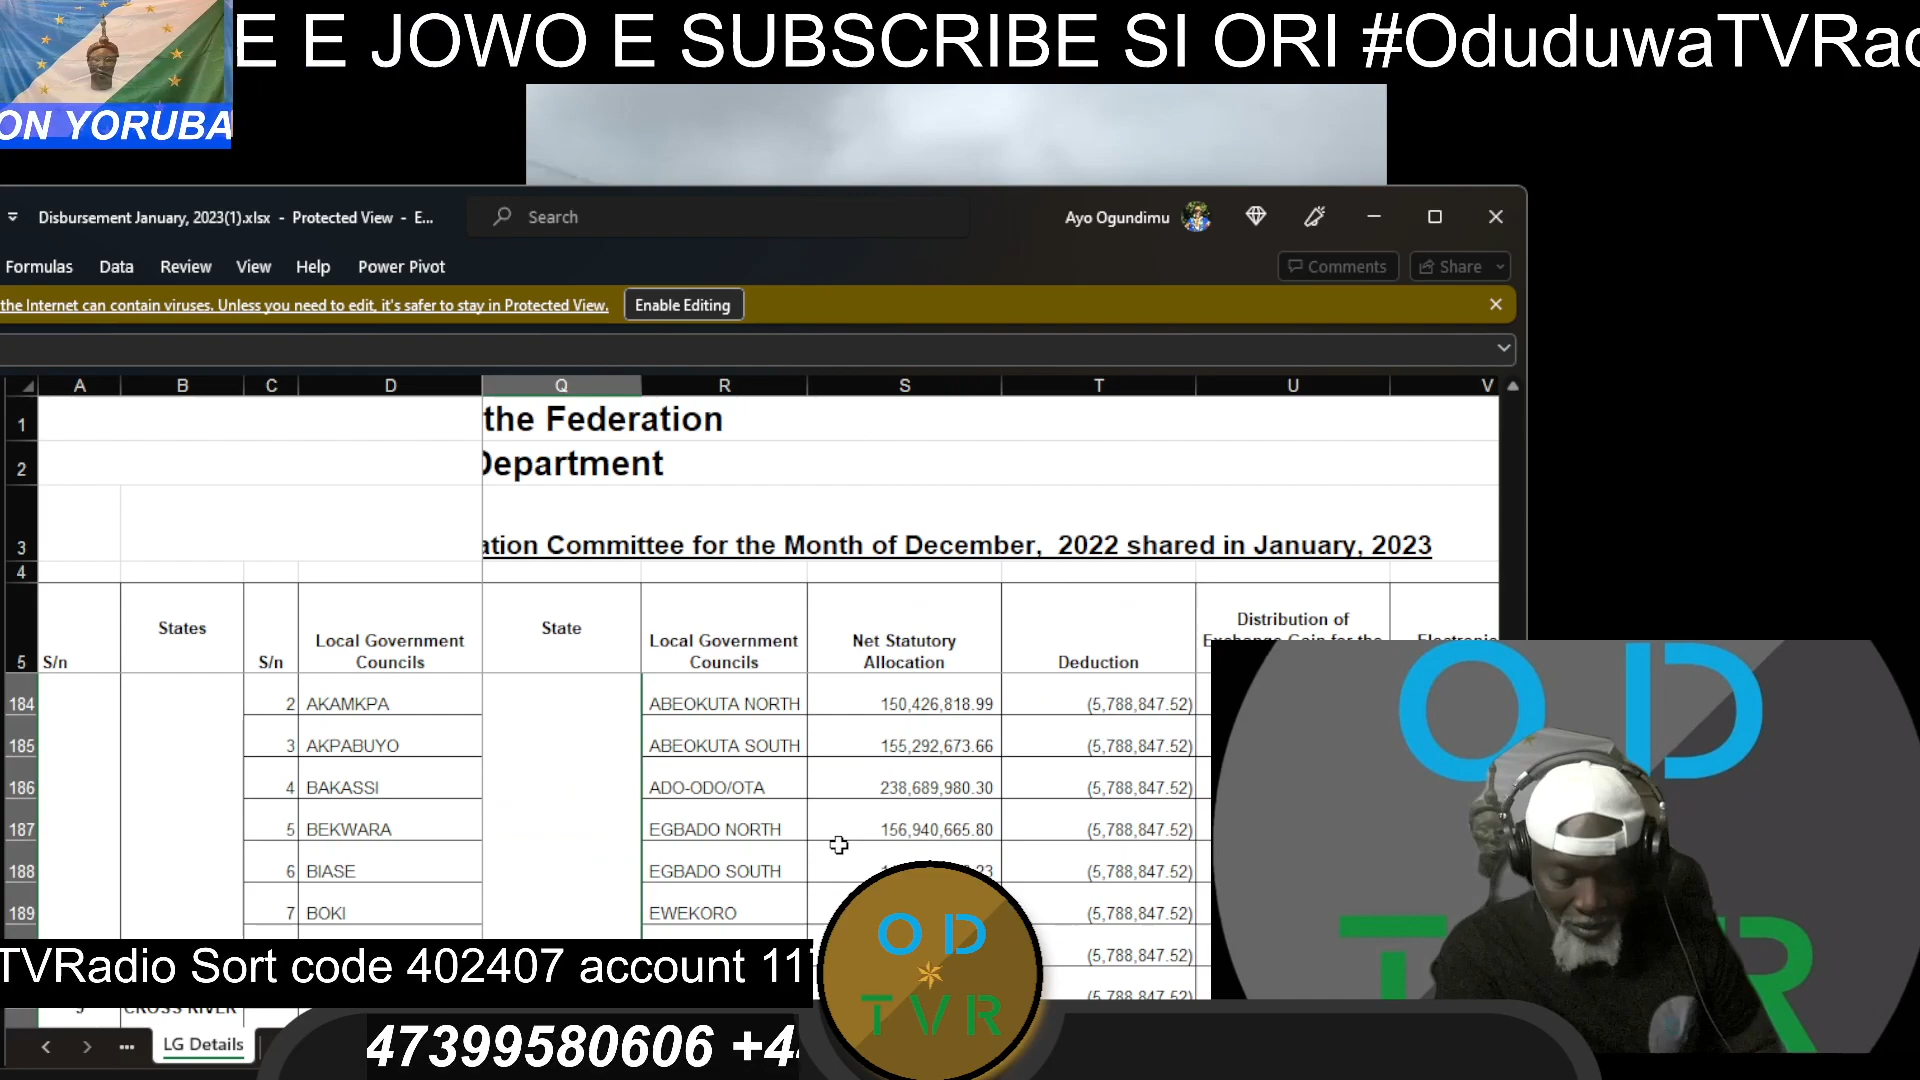 E E JOWO E SUBSCRIBE SI ORI #OduduwaTVRad
ON YORUBA
Disbursement January, 2023(1).xlsx - Protected View - E...
Search
Ayo Ogundimu
Formulas Data Review View Help Power Pivot
Comments Share
the Internet can contain viruses. Unless you need to edit, it's safer to stay in Protected View. Enable Editing
A B C D Q R S T U V
1 the Federation
2 Department
3 ation Committee for the Month of December, 2022 shared in January, 2023
4
5 S/n States S/n Local Government Councils State Local Government Councils Net Statutory Allocation Deduction Distribution of
184 2 AKAMKPA ABEOKUTA NORTH 150,426,818.99 (5,788,847.52)
185 3 AKPABUYO ABEOKUTA SOUTH 155,292,673.66 (5,788,847.52)
186 4 BAKASSI ADO-ODO/OTA 238,689,980.30 (5,788,847.52)
187 5 BEKWARA EGBADO NORTH 156,940,665.80 (5,788,847.52)
188 6 BIASE EGBADO SOUTH (5,788,847.52)
189 7 BOKI EWEKORO (5,788,847.52)
(5,788,847.52)
(5,788,847.52)
CROSS RIVER
TVRadio Sort code 402407 account 11
LG Details
47399580606 +4
OD
TVR
OD
TVR